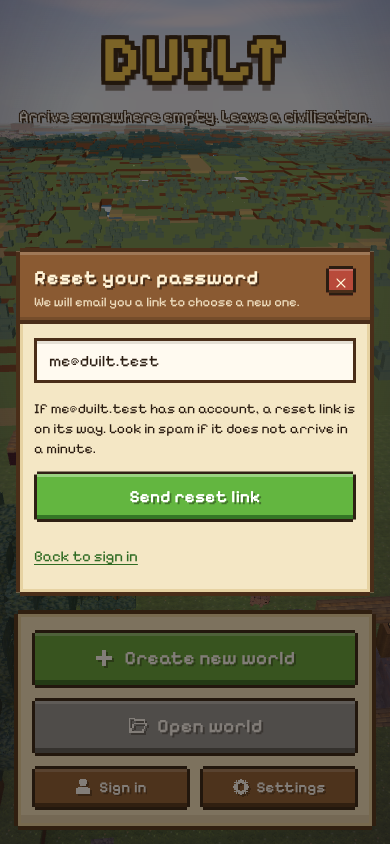 DUILT
Arrive somewhere empty. Leave a civilisation.
Reset your password
We will email you a link to choose a new one.
me@duilt.test
If me@duilt.test has an account, a reset link is
on its way. Look in spam if it does not arrive in
a minute.
Send reset link
Back to sign in
Create new world
Open world
Sign in
Settings